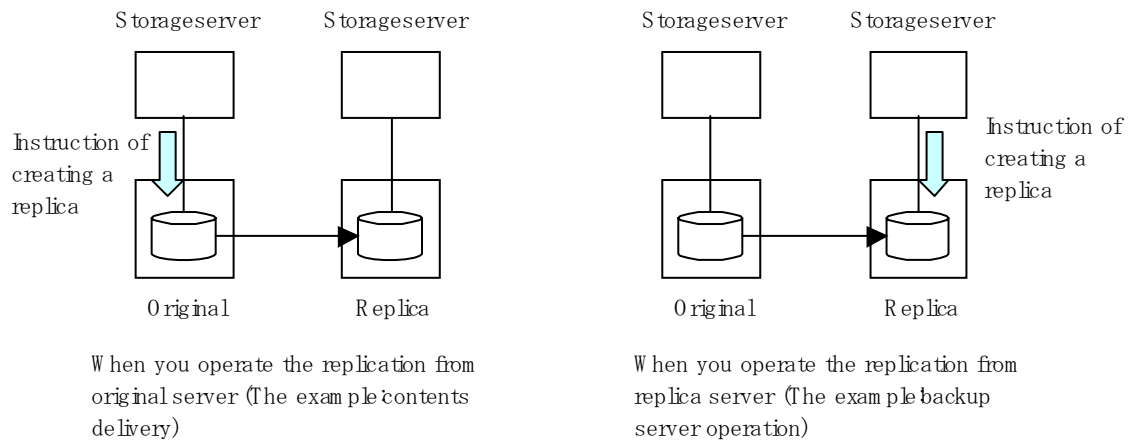 Storageserver
Storageserver
Instruction of
creating a
replica
Original
Replica
When you operate the replication from
original server (The example:contents
delivery)
Storageserver
Storageserver
Instruction of
creating a
replica
Original
Replica
When you operate the replication from
replica server (The example:backup
server operation)